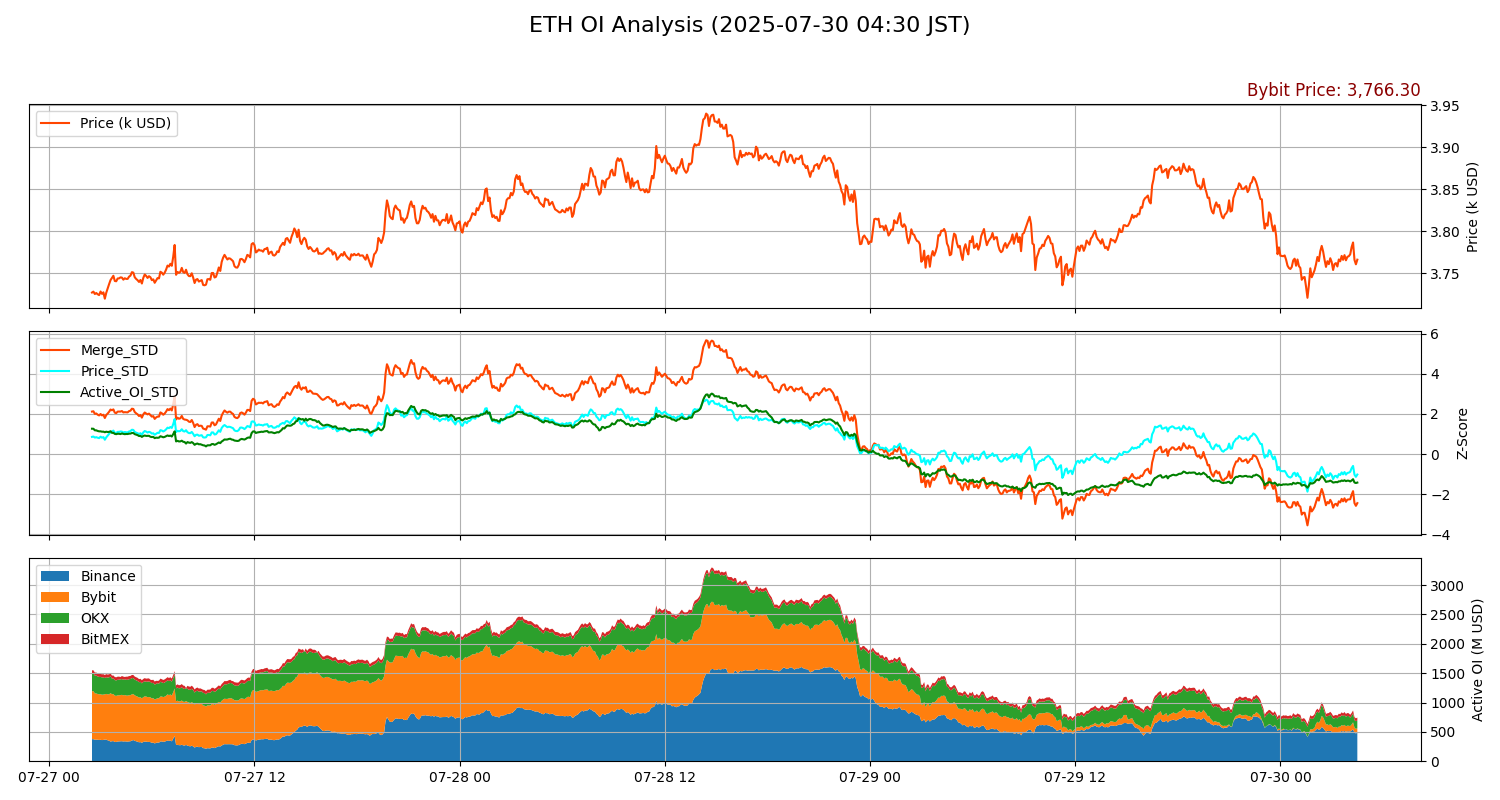 ETH OI Analysis (2025-07-30 04:30 JST)
Bybit Price: 3,766.30
Price (k USD)
3.95
3.90
3.85
3.80
3.75
Price (k USD)
Merge_STD
Price_STD
Active_OI_STD
6
4
2
0
−2
−4
Z-Score
Binance
Bybit
OKX
BitMEX
3000
2500
2000
1500
1000
500
0
Active OI (M USD)
07-27 00 07-27 12 07-28 00 07-28 12 07-29 00 07-29 12 07-30 00